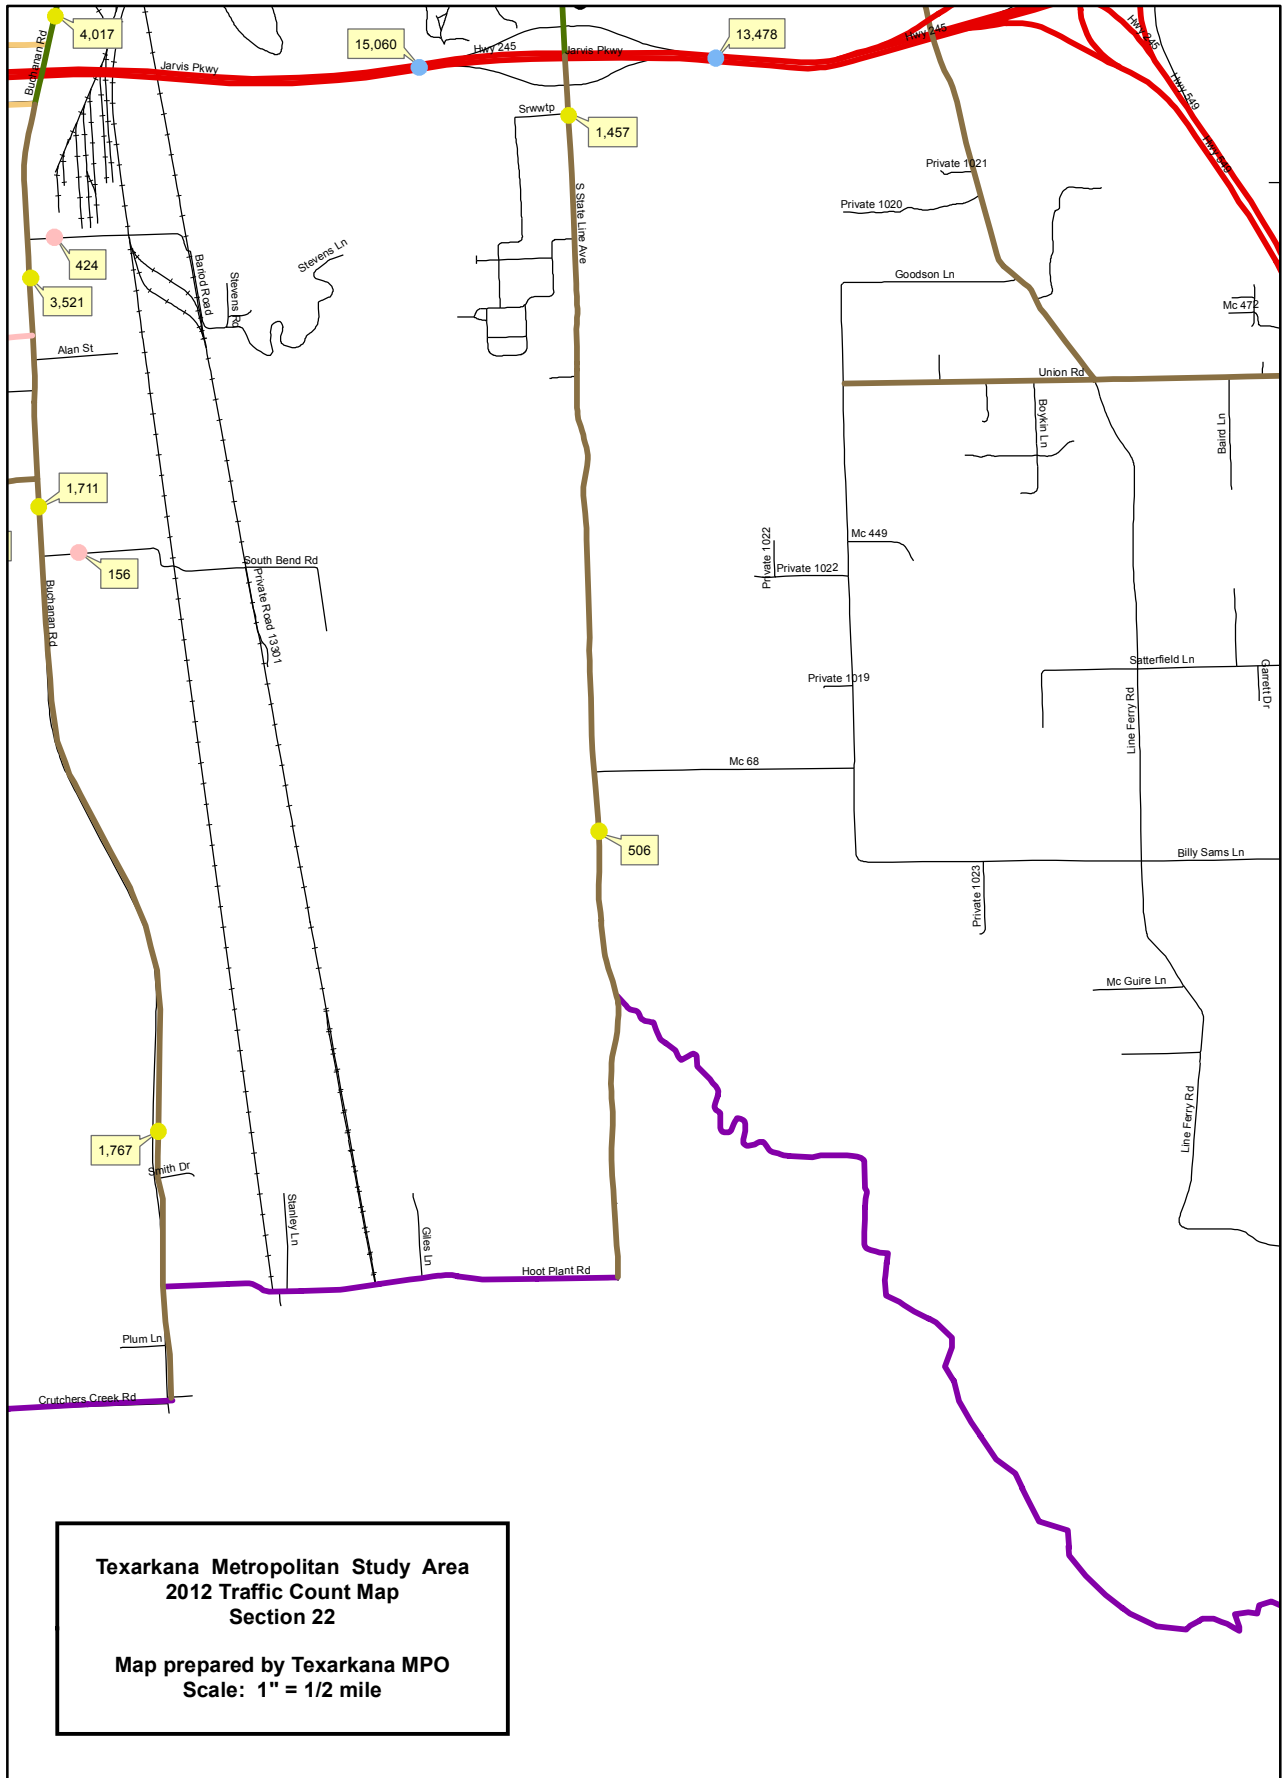 4,017
15,060
13,478
Buchanan Rd
Jarvis Pkwy
Hwy 245
Jarvis Pkwy
Hwy 245
Hwy 245
Hwy 549
Hwy 549
Srwwtp
1,457
Private 1021
Private 1020
S State Line Ave
424
Bariod Road
Stevens Rd
Stevens Ln
Goodson Ln
3,521
Mc 472
Alan St
Union Rd
Boykin Ln
Baird Ln
1,711
Mc 449
Private 1022
Private 1022
156
South Bend Rd
Private Road 13301
Buchanan Rd
Satterfield Ln
Garrett Dr
Private 1019
Line Ferry Rd
Mc 68
506
Billy Sams Ln
Private 1023
Mc Guire Ln
Line Ferry Rd
1,767
Smith Dr
Stanley Ln
Giles Ln
Hoot Plant Rd
Plum Ln
Crutchers Creek Rd
Texarkana Metropolitan Study Area
2012 Traffic Count Map
Section 22
Map prepared by Texarkana MPO
Scale: 1" = 1/2 mile